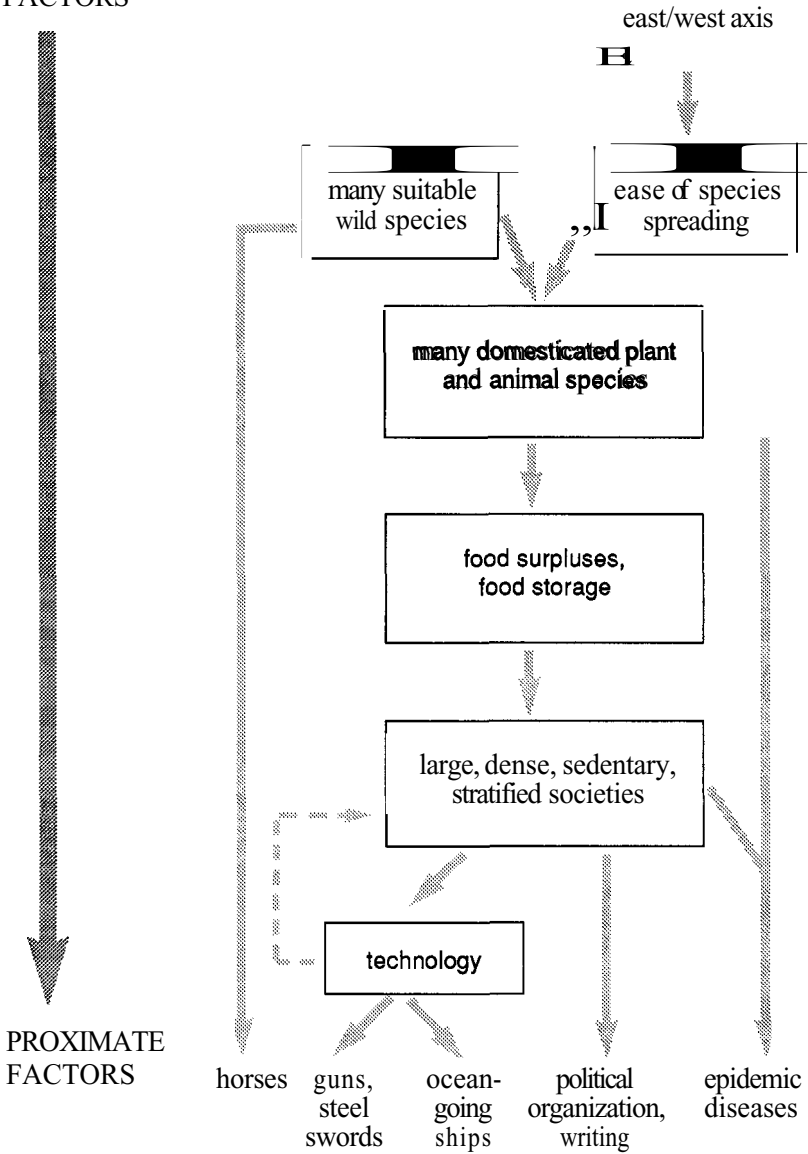 FACTORS
east/west axis
many suitable
wild species
ease of species
spreading
many domesticated plant
and animal species
food surpluses,
food storage
large, dense, sedentary,
stratified societies
technology
PROXIMATE
FACTORS
horses
guns,
steel
swords
ocean-
going
ships
political
organization,
writing
epidemic
diseases